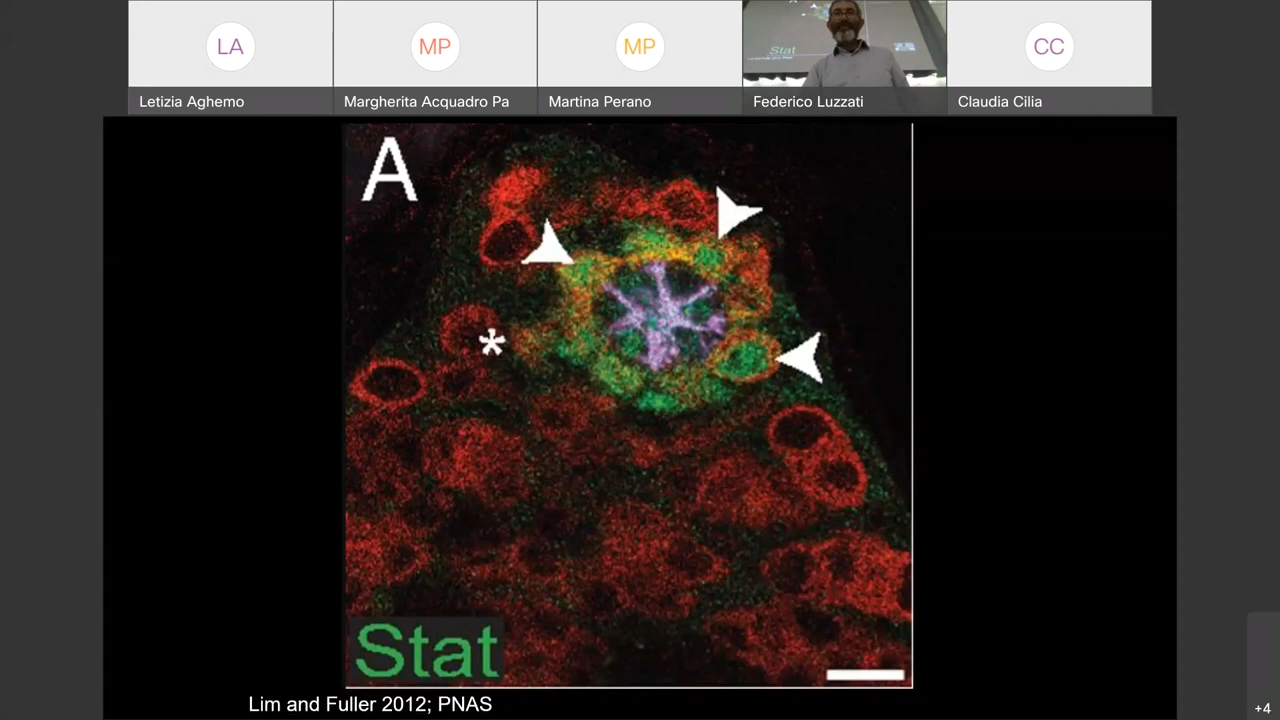 LA
MP
MP
Stat
CC
Letizia Aghemo
Margherita Acquadro Pa
Martina Perano
Federico Luzzati
Claudia Cilia
A
*
Stat
Lim and Fuller 2012; PNAS
+4